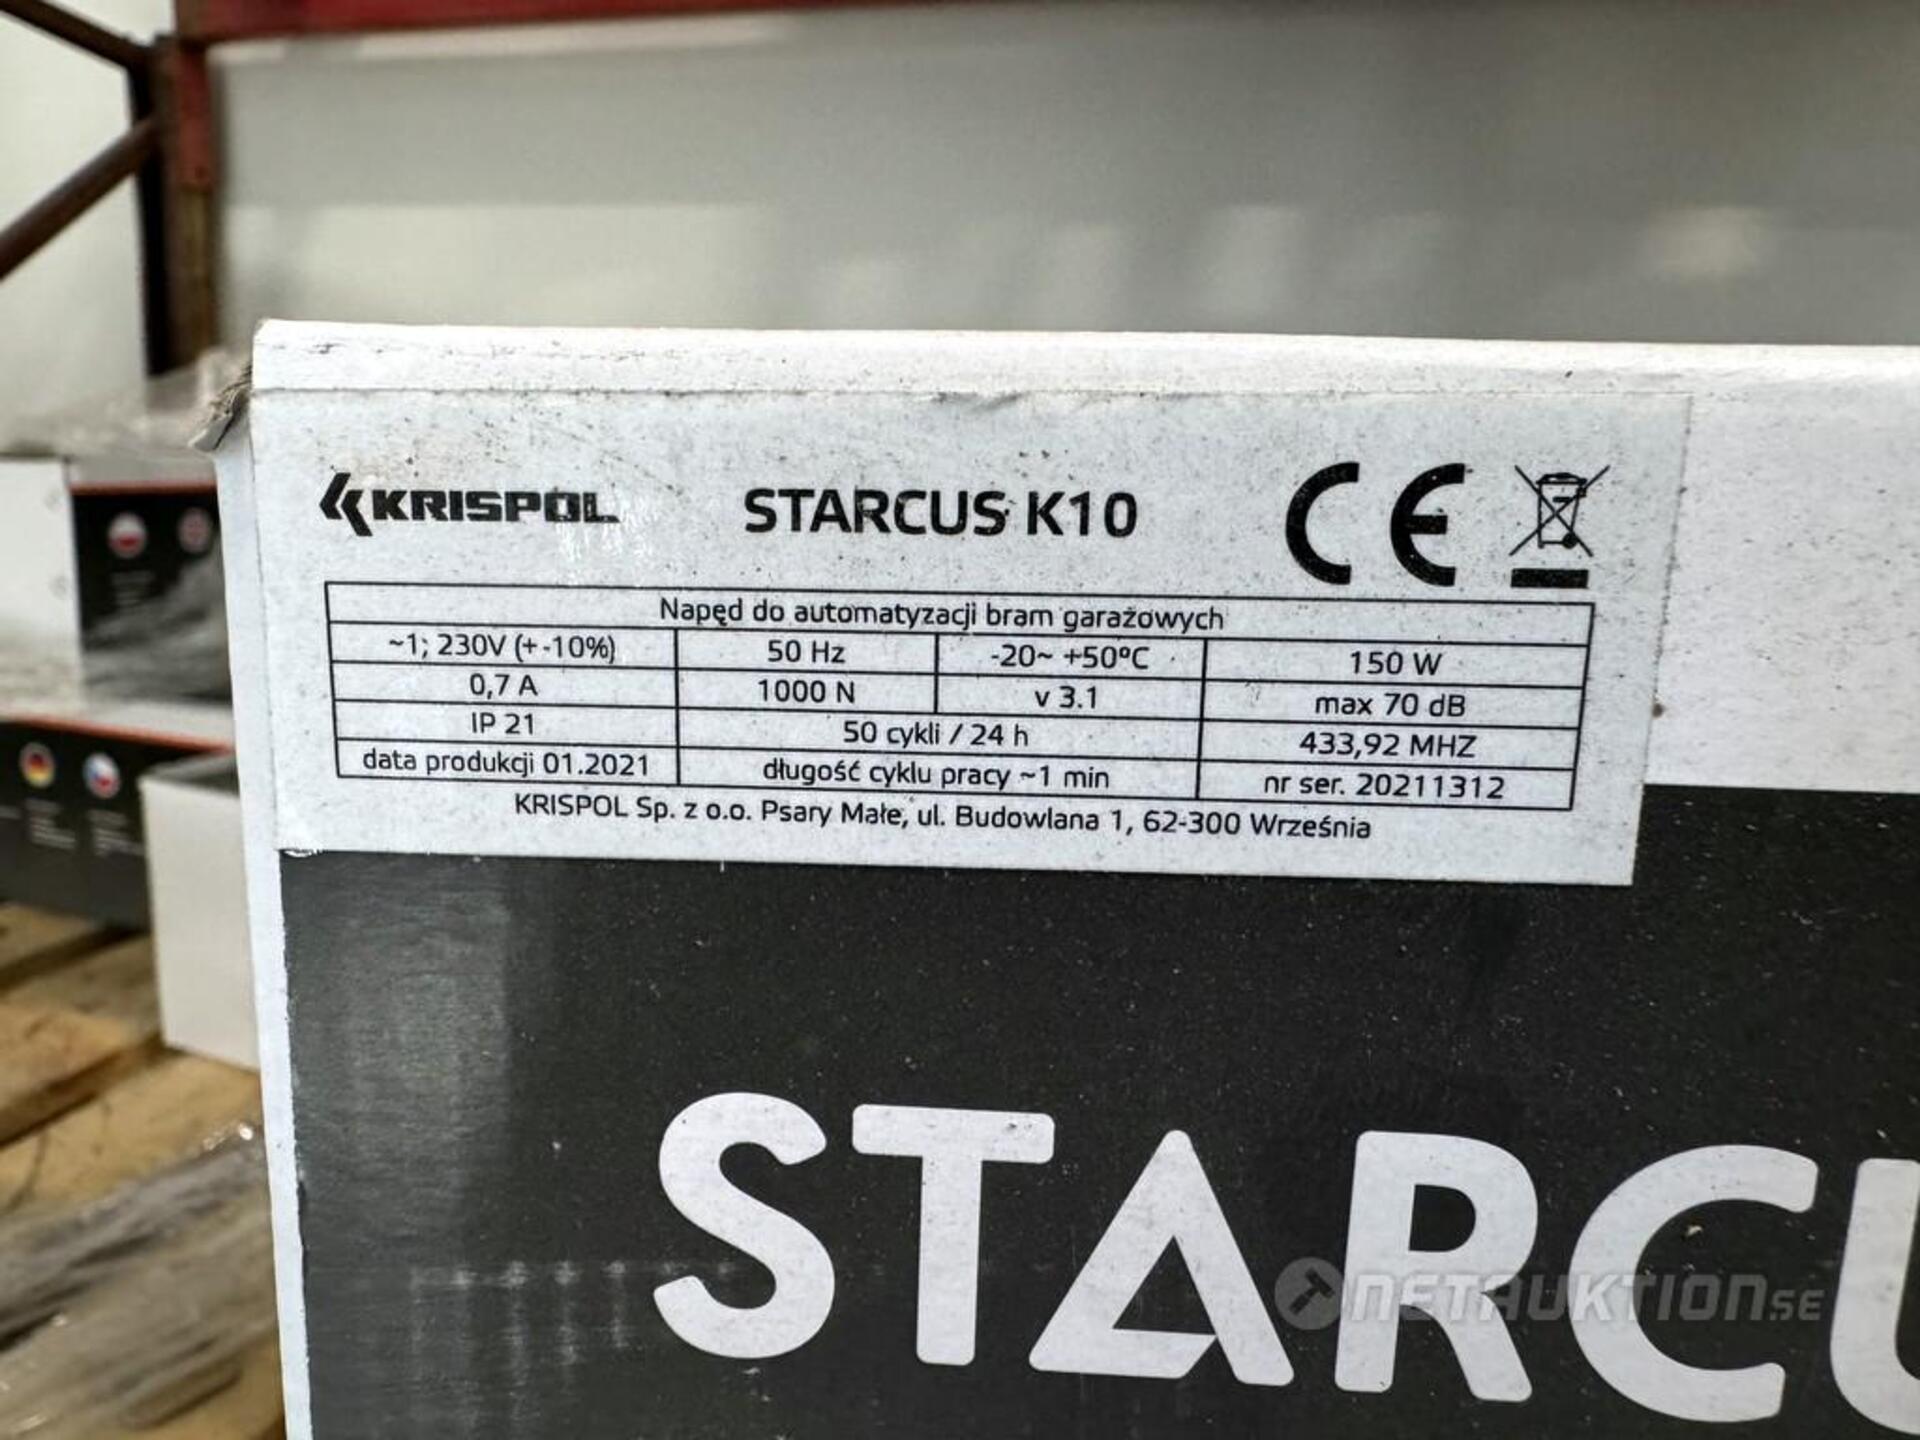 KRISPOL STARCUS K10 CE
Napęd do automatyzacji bram garażowych
~1; 230V (+-10%) 50 Hz -20~ +50ºC 150 W
0,7 A 1000 N v 3.1 max 70 dB
IP 21 50 cykli / 24 h 433,92 MHZ
data produkcji 01.2021 długość cyklu pracy ~1 min nr ser. 20211312
KRISPOL Sp. z o.o. Psary Małe, ul. Budowlana 1, 62-300 Września
STARCU
NETAUKTION.SE